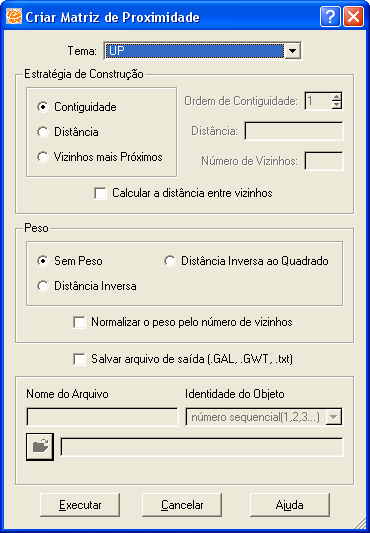 Criar Matriz de Proximidade
Tema: UP
Estratégia de Construção
Contiguidade
Ordem de Contiguidade: 1
Distância
Distância:
Vizinhos mais Próximos
Número de Vizinhos:
Calcular a distância entre vizinhos
Peso
Sem Peso
Distância Inversa ao Quadrado
Distância Inversa
Normalizar o peso pelo número de vizinhos
Salvar arquivo de saída (.GAL, .GWT, .txt)
Nome do Arquivo
Identidade do Objeto
número sequencial(1,2,3...)
Executar
Cancelar
Ajuda